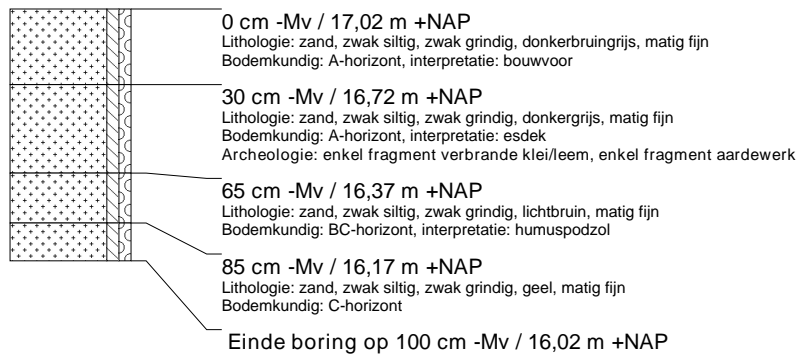 0 cm -Mv / 17,02 m +NAP
Lithologie: zand, zwak siltig, zwak grindig, donkerbruingrijs, matig fijn
Bodemkundig: A-horizont, interpretatie: bouwvoor
30 cm -Mv / 16,72 m +NAP
Lithologie: zand, zwak siltig, zwak grindig, donkergrijs, matig fijn
Bodemkundig: A-horizont, interpretatie: esdek
Archeologie: enkel fragment verbrande klei/leem, enkel fragment aardewerk
65 cm -Mv / 16,37 m +NAP
Lithologie: zand, zwak siltig, zwak grindig, lichtbruin, matig fijn
Bodemkundig: BC-horizont, interpretatie: humuspodzol
85 cm -Mv / 16,17 m +NAP
Lithologie: zand, zwak siltig, zwak grindig, geel, matig fijn
Bodemkundig: C-horizont
Einde boring op 100 cm -Mv / 16,02 m +NAP